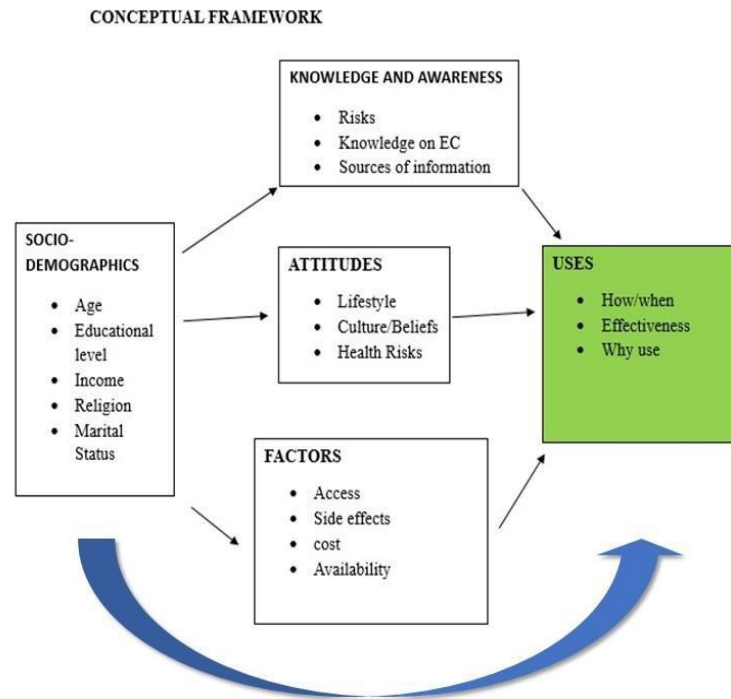 CONCEPTUAL FRAMEWORK
KNOWLEDGE AND AWARENESS
• Risks
• Knowledge on EC
• Sources of information
SOCIO-
DEMOGRAPHICS
• Age
• Educational
level
• Income
• Religion
• Marital
Status
ATTITUDES
• Lifestyle
• Culture/Beliefs
• Health Risks
FACTORS
• Access
• Side effects
• cost
• Availability
USES
• How/when
• Effectiveness
• Why use